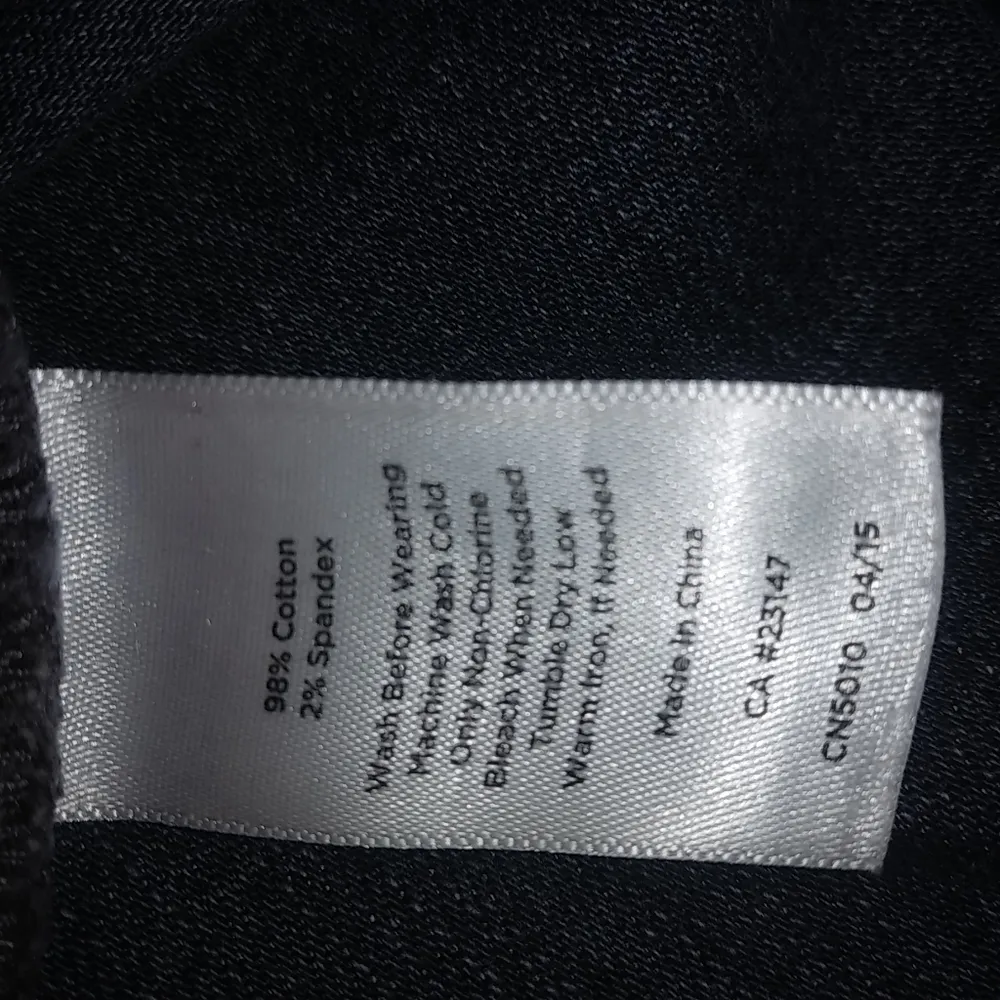 98% Cotton
2% Spandex
Wash Before Wearing
Machine Wash Cold
Only Non-Chlorine
Bleach When Needed
Tumble Dry Low
Warm Iron, If Needed
Made In China
CA #23147
CN5010 04/15